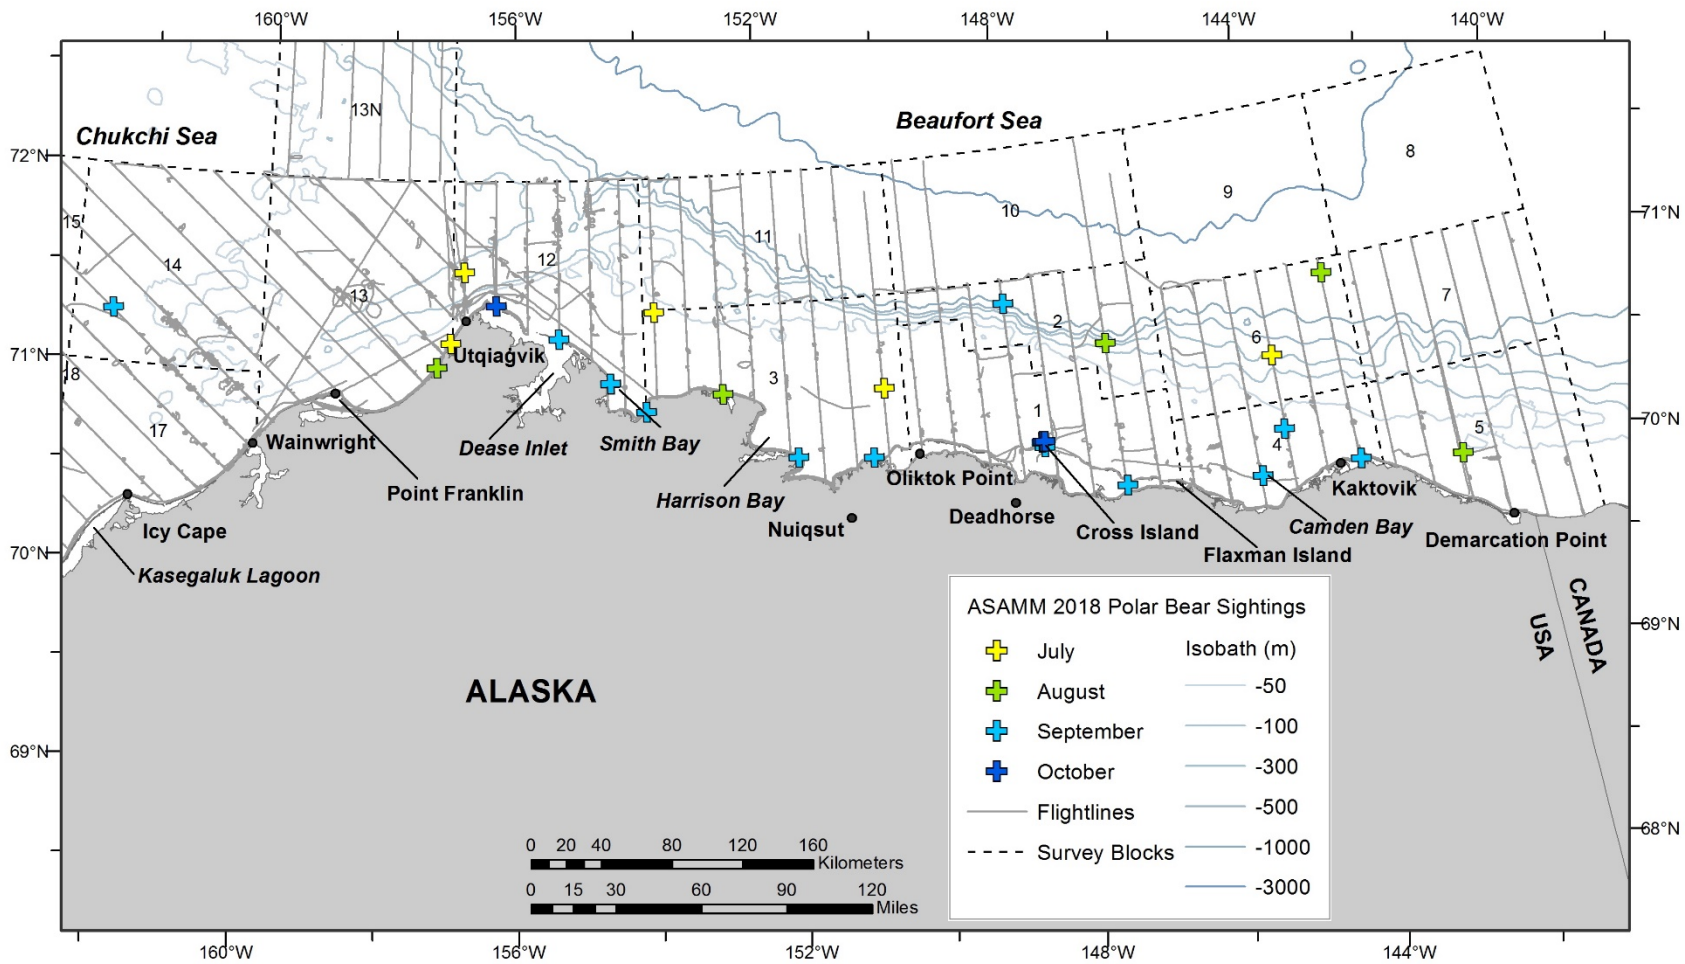 160°W
156°W
152°W
148°W
144°W
140°W
13N
Chukchi Sea
Beaufort Sea
72°N
8
9
10
71°N
15
14
12
11
13
7
2
6
71°N
Utqiaġvik
18
3
70°N
1
17
4
5
Wainwright
Dease Inlet
Smith Bay
Point Franklin
Harrison Bay
Oliktok Point
Kaktovik
Icy Cape
Nuiqsut
Deadhorse
Cross Island
Camden Bay
Demarcation Point
70°N
Flaxman Island
Kasegaluk Lagoon
CANADA
USA
ASAMM 2018 Polar Bear Sightings
July
August
September
October
Flightlines
Survey Blocks
Isobath (m)
-50
-100
-300
-500
-1000
-3000
69°N
ALASKA
69°N
68°N
0 20 40 80 120 160
Kilometers
0 15 30 60 90 120
Miles
160°W
156°W
152°W
148°W
144°W